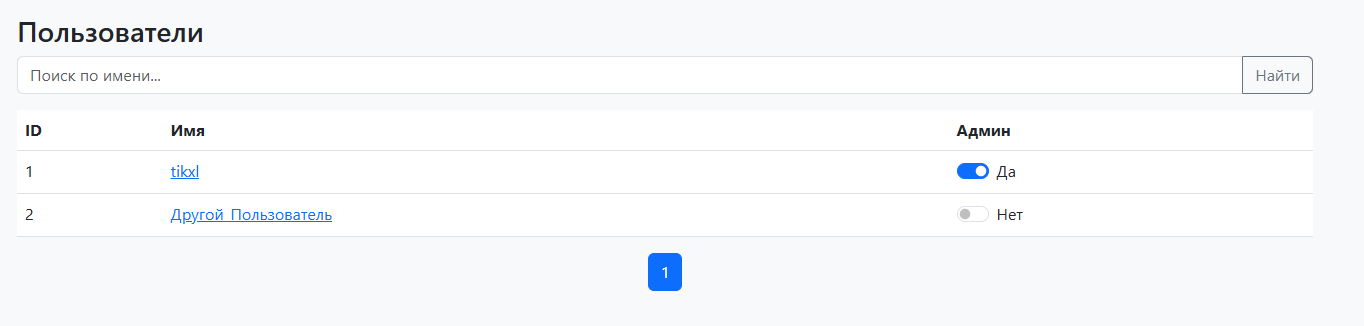 Пользователи
Поиск по имени...
Найти
ID Имя Админ
1 tikxl Да
2 Другой_Пользователь Нет
1